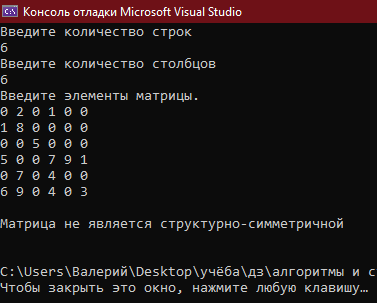 C:\ Консоль отладки Microsoft Visual Studio
Введите количество строк
6
Введите количество столбцов
6
Введите элементы матрицы.
0 2 0 1 0 0
1 8 0 0 0 0
0 0 5 0 0 0
5 0 0 7 9 1
0 7 0 4 0 0
6 9 0 4 0 3
Матрица не является структурно-симметричной
C:\Users\Валерий\Desktop\учёба\дз\алгоритмы и с
Чтобы закрыть это окно, нажмите любую клавишу…